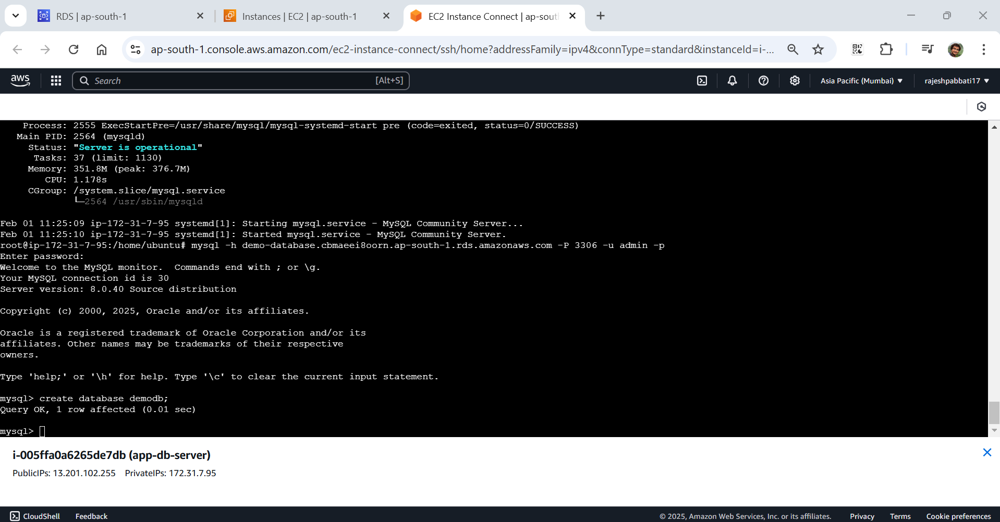 RDS | ap-south-1
Instances | EC2 | ap-south-1
EC2 Instance Connect | ap-sout
ap-south-1.console.aws.amazon.com/ec2-instance-connect/ssh/home?addressFamily=ipv4&connType=standard&instanceId=i-...
aws
Search
[Alt+S]
Asia Pacific (Mumbai)
rajeshpabbati17
Process: 2555 ExecStartPre=/usr/share/mysql/mysql-systemd-start pre (code=exited, status=0/SUCCESS)
Main PID: 2564 (mysqld)
Status: "Server is operational"
Tasks: 37 (limit: 1130)
Memory: 351.8M (peak: 376.7M)
CPU: 1.178s
CGroup: /system.slice/mysql.service
└─2564 /usr/sbin/mysqld
Feb 01 11:25:09 ip-172-31-7-95 systemd[1]: Starting mysql.service - MySQL Community Server...
Feb 01 11:25:10 ip-172-31-7-95 systemd[1]: Started mysql.service - MySQL Community Server.
root@ip-172-31-7-95:/home/ubuntu# mysql -h demo-database.cbmaeei8oorn.ap-south-1.rds.amazonaws.com -P 3306 -u admin -p
Enter password:
Welcome to the MySQL monitor.  Commands end with ; or \g.
Your MySQL connection id is 30
Server version: 8.0.40 Source distribution
Copyright (c) 2000, 2025, Oracle and/or its affiliates.
Oracle is a registered trademark of Oracle Corporation and/or its
affiliates. Other names may be trademarks of their respective
owners.
Type 'help;' or '\h' for help. Type '\c' to clear the current input statement.
mysql> create database demodb;
Query OK, 1 row affected (0.01 sec)
mysql>
i-005ffa0a6265de7db (app-db-server)
PublicIPs: 13.201.102.255    PrivateIPs: 172.31.7.95
CloudShell
Feedback
© 2025, Amazon Web Services, Inc. or its affiliates.
Privacy
Terms
Cookie preferences